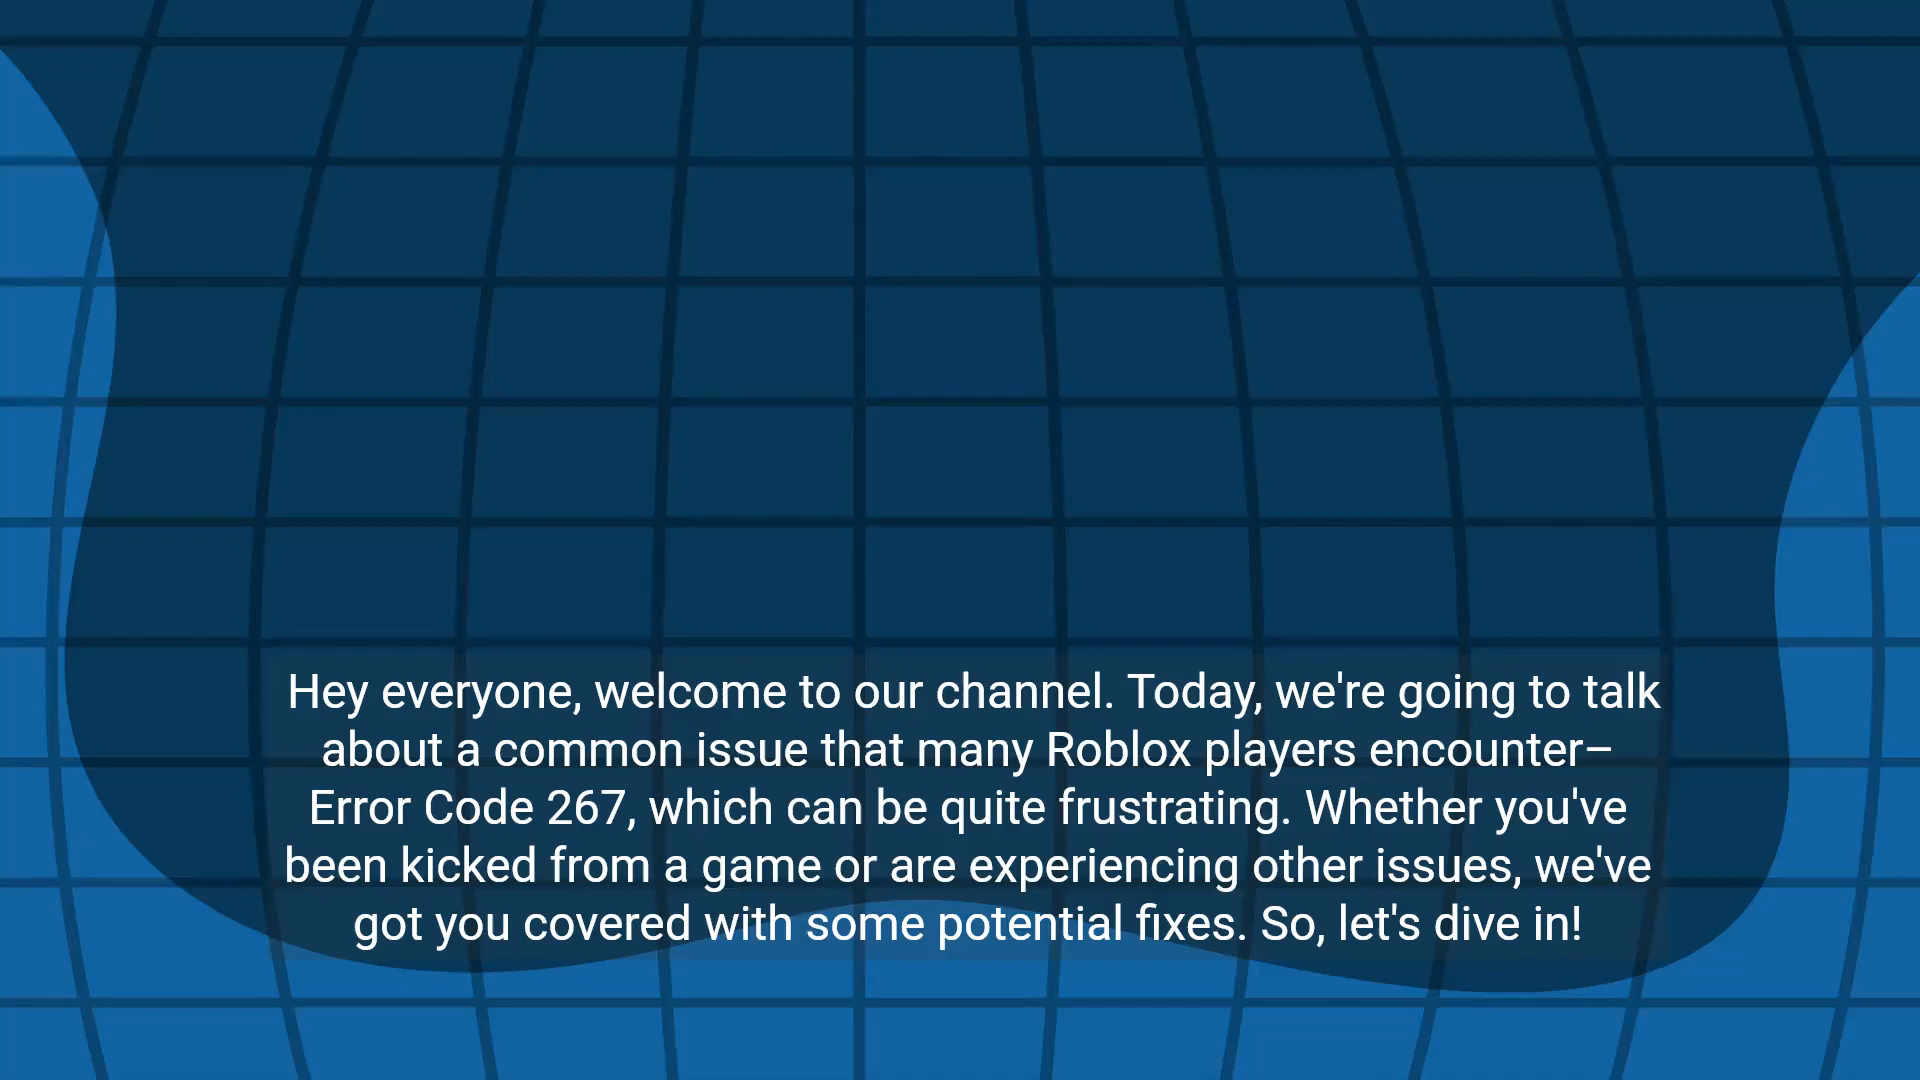 Hey everyone, welcome to our channel. Today, we're going to talk
about a common issue that many Roblox players encounter–
Error Code 267, which can be quite frustrating. Whether you've
been kicked from a game or are experiencing other issues, we've
got you covered with some potential fixes. So, let's dive in!